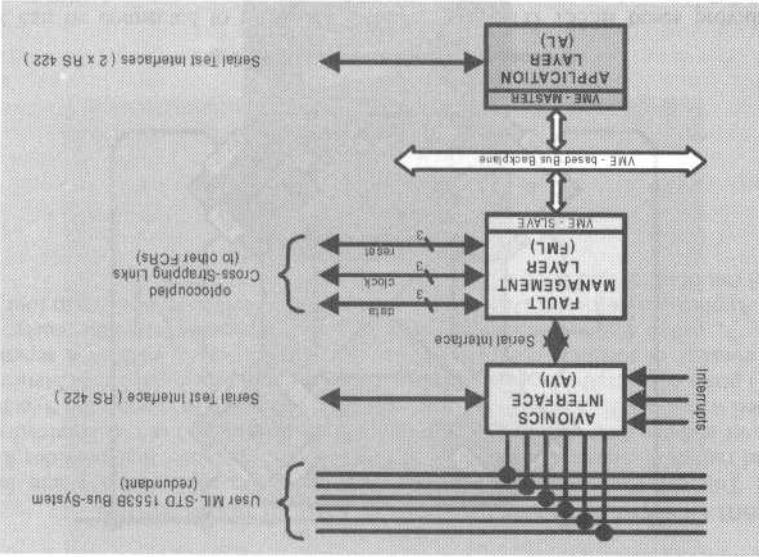 User MIL-STD 1553B Bus-System
(redundant)
Interrupts
AVIONICS
INTERFACE
(AVI)
Serial Test Interface ( RS 422 )
Serial Interface
FAULT
MANAGEMENT
LAYER
(FML)
VME - SLAVE
data
3
clock
3
reset
3
optocoupled
Cross-Strapping Links
(to other FCRs)
VME - based Bus Backplane
VME - MASTER
APPLICATION
LAYER
(AL)
Serial Test Interfaces ( 2 x RS 422 )